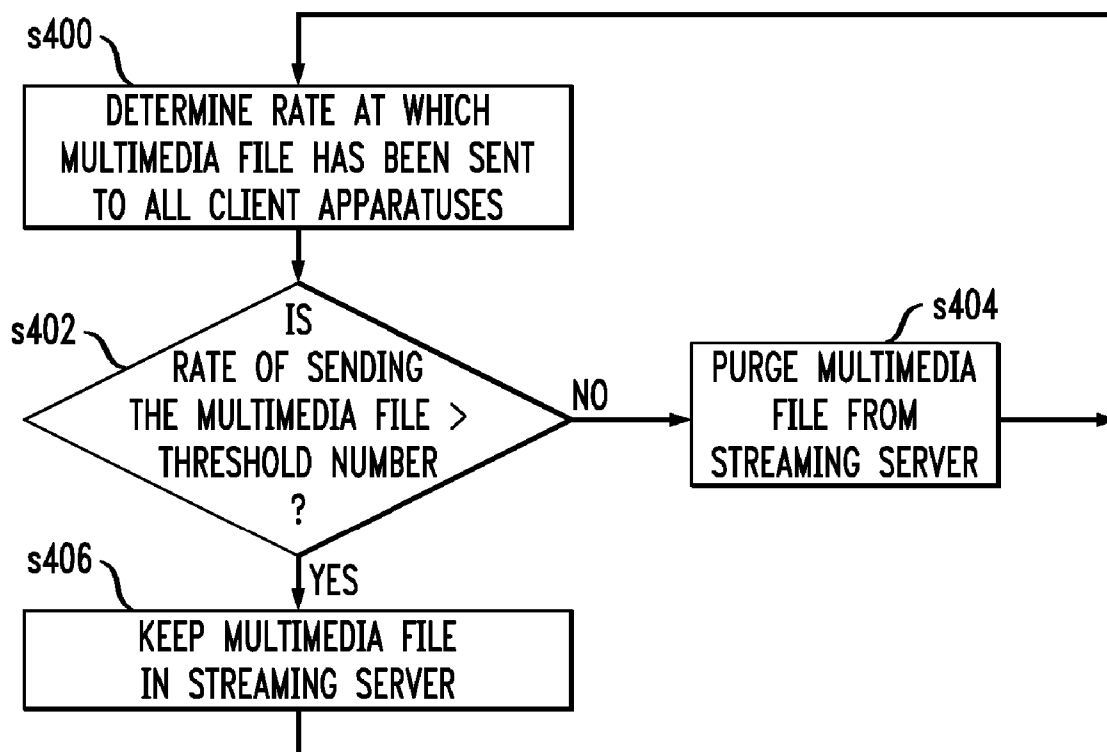 s400
DETERMINE RATE AT WHICH
MULTIMEDIA FILE HAS BEEN SENT
TO ALL CLIENT APPARATUSES
s402
IS
RATE OF SENDING
THE MULTIMEDIA FILE >
THRESHOLD NUMBER
?
NO
s404
PURGE MULTIMEDIA
FILE FROM
STREAMING SERVER
YES
s406
KEEP MULTIMEDIA FILE
IN STREAMING SERVER